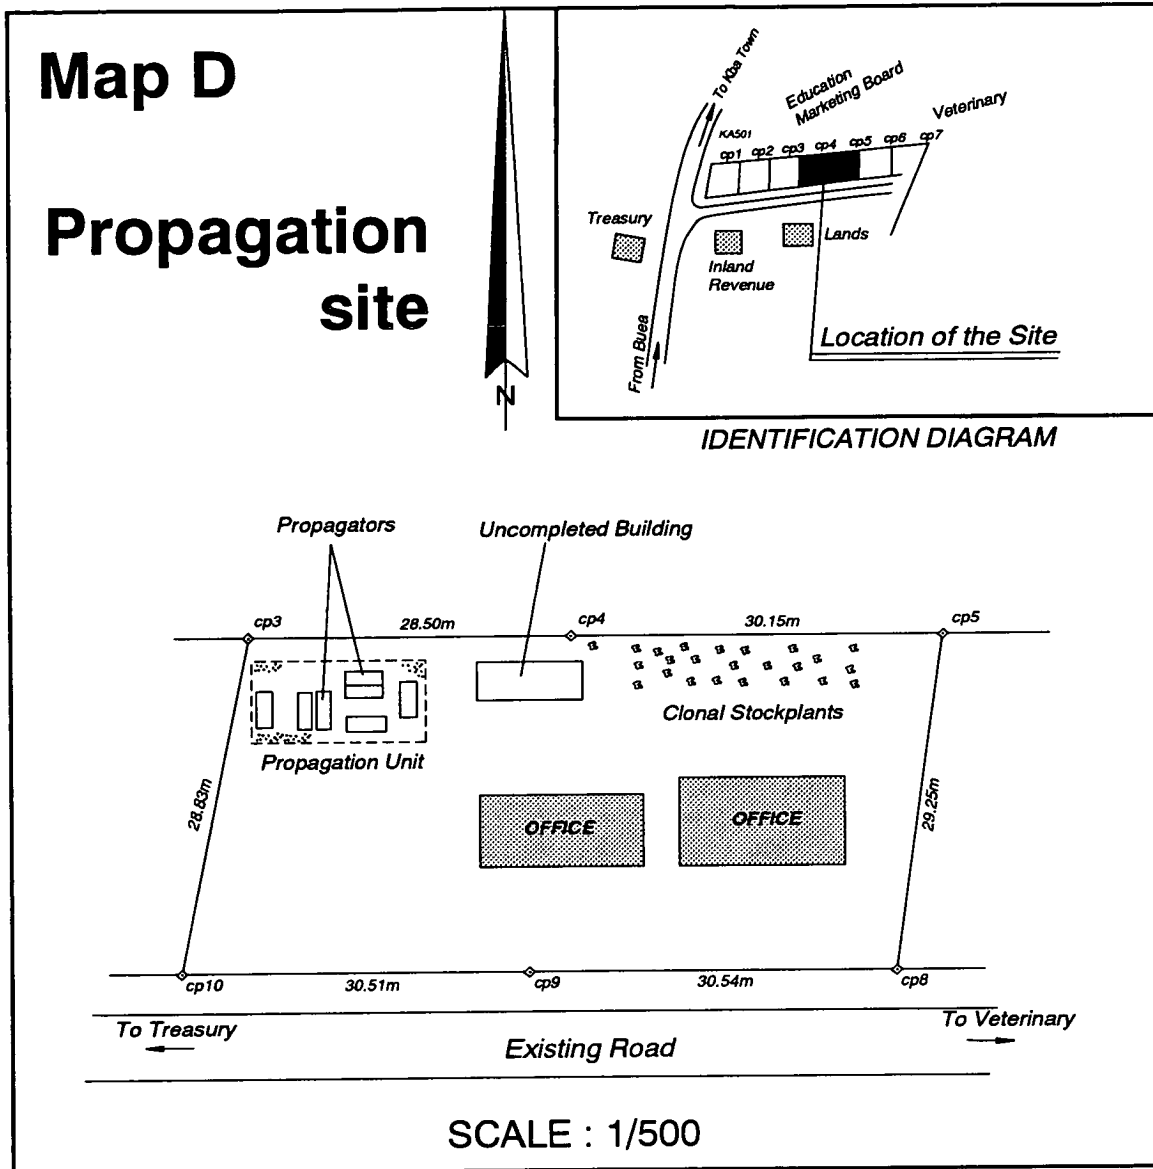 Map D
Propagation
site
N
To Kba Town
Education
Marketing Board
Veterinary
KA501
cp1
cp2
cp3
cp4
cp5
cp6
cp7
Treasury
Inland
Revenue
Lands
From Buea
Location of the Site
IDENTIFICATION DIAGRAM
Propagators
Uncompleted Building
cp3
28.50m
cp4
30.15m
cp5
Clonal Stockplants
Propagation Unit
28.83m
OFFICE
OFFICE
29.25m
cp10
30.51m
cp9
30.54m
cp8
To Treasury
To Veterinary
Existing Road
SCALE : 1/500